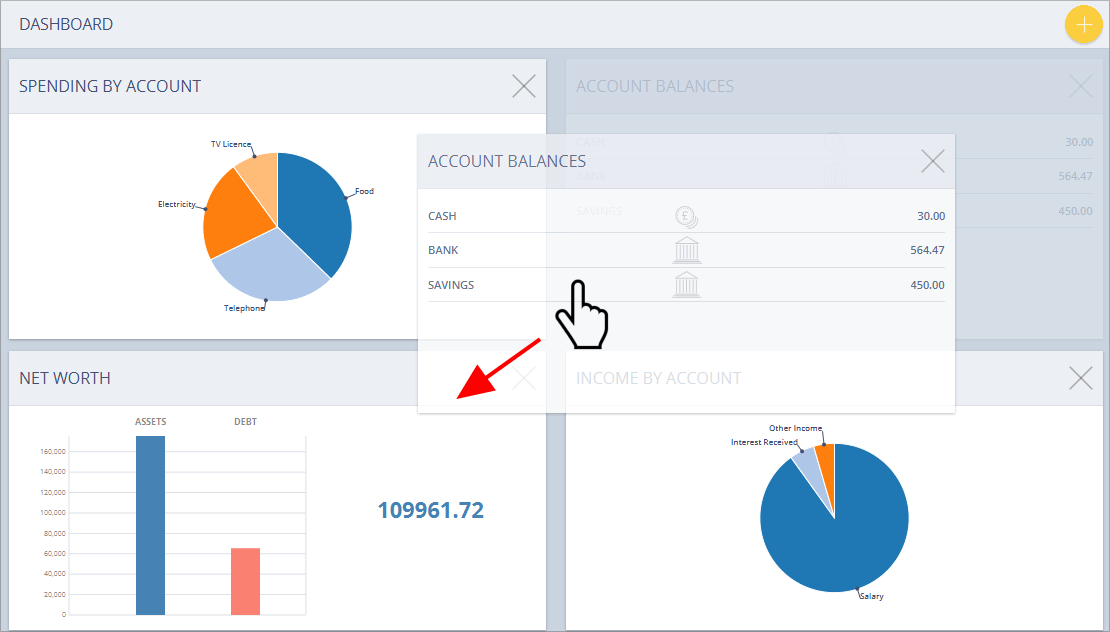 DASHBOARD
SPENDING BY ACCOUNT
TV Licence
Food
Electricity
Telephone
ACCOUNT BALANCES
CASH 30.00
BANK 564.47
SAVINGS 450.00
ACCOUNT BALANCES
CASH £ 30.00
BANK 564.47
SAVINGS 450.00
NET WORTH
ASSETS DEBT
160,000
140,000
120,000
100,000
80,000
60,000
40,000
20,000
0
109961.72
INCOME BY ACCOUNT
Other Income
Interest Received
Salary